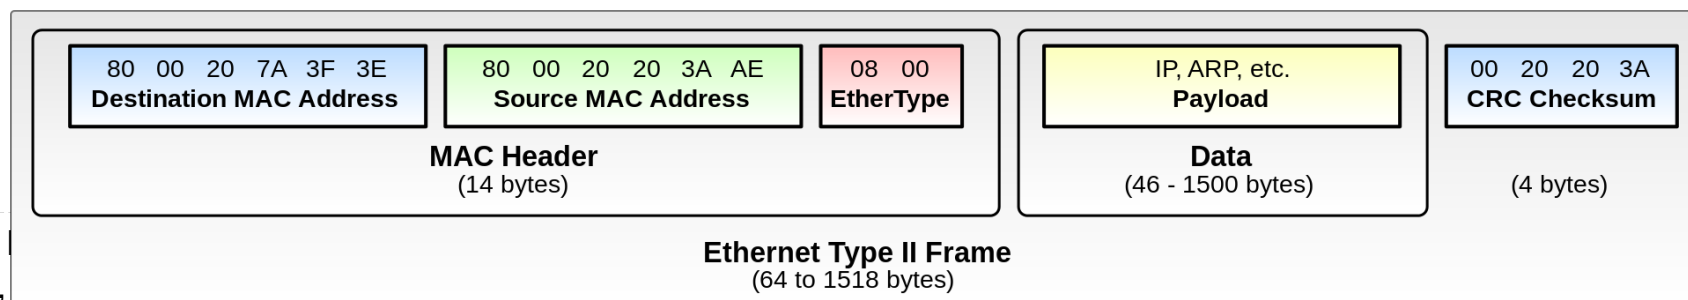 80 00 20 7A 3F 3E
Destination MAC Address
80 00 20 20 3A AE
Source MAC Address
08 00
EtherType
MAC Header
(14 bytes)
IP, ARP, etc.
Payload
Data
(46 - 1500 bytes)
00 20 20 3A
CRC Checksum
(4 bytes)
Ethernet Type II Frame
(64 to 1518 bytes)